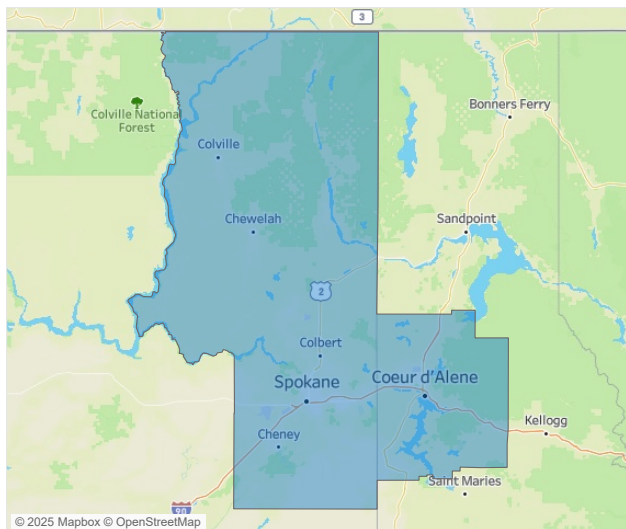 3
Colville National
Forest
Bonners Ferry
Colville
Chewelah
Sandpoint
2
Colbert
Spokane
Coeur d'Alene
Kellogg
Cheney
Saint Maries
90
© 2025 Mapbox © OpenStreetMap